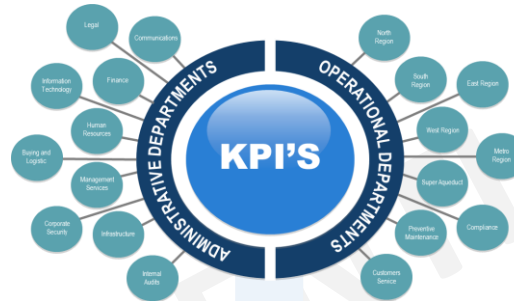 Legal
Communications
Information
Technology
Finance
Human
Resources
Buying and
Logistic
Management
Services
Corporate
Security
Infrastructure
Internal
Audits
ADMINISTRATIVE DEPARTMENTS
KPI'S
OPERATIONAL DEPARTMENTS
North
Region
South
Region
East Region
West Region
Metro
Region
Super Aqueduct
Compliance
Preventive
Maintenance
Customers
Service